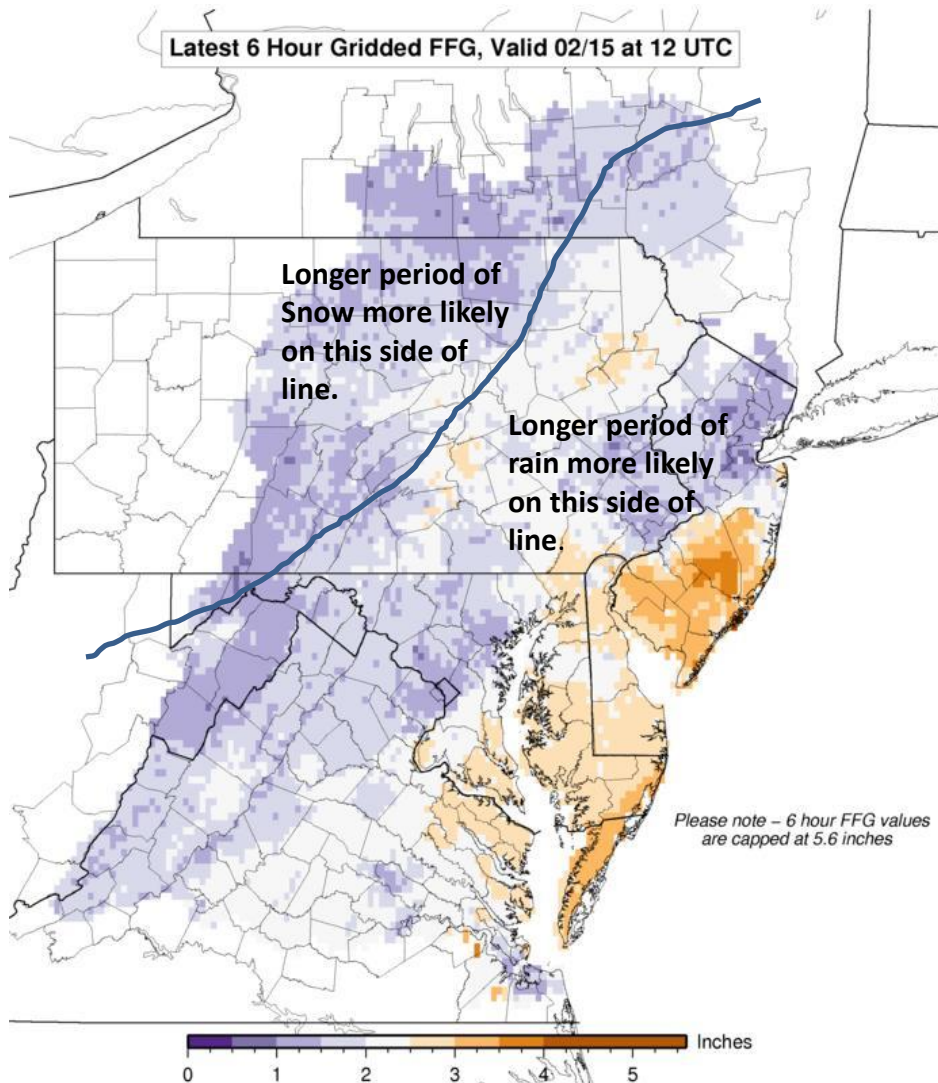 Latest 6 Hour Gridded FFG, Valid 02/15 at 12 UTC
Longer period of
Snow more likely
on this side of
line.
Longer period of
rain more likely
on this side of
line.
Please note – 6 hour FFG values
are capped at 5.6 inches
Inches
0 1 2 3 4 5